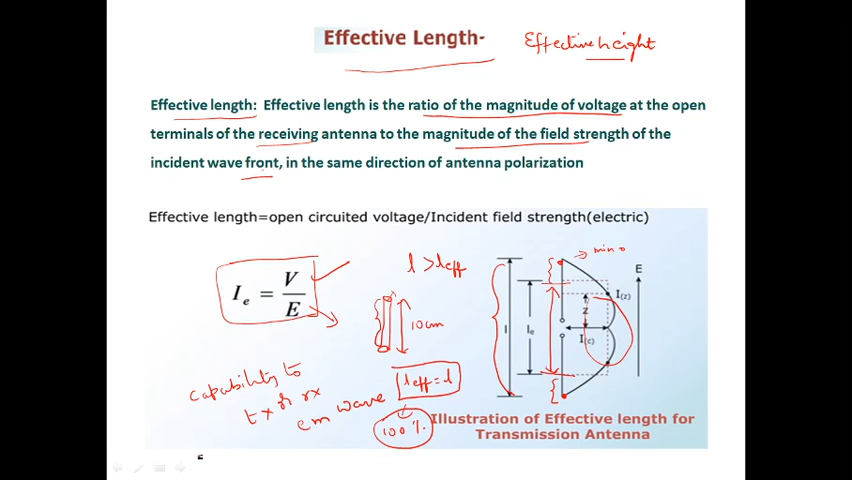 Effective Length-
Effective height
Effective length: Effective length is the ratio of the magnitude of voltage at the open
terminals of the receiving antenna to the magnitude of the field strength of the
incident wave front, in the same direction of antenna polarization
Effective length=open circuited voltage/Incident field strength(electric)
I e = V / E
l > leff
10cm
capability to
tx or rx
em wave
leff = l
100%
min 0
E
I(z)
z
l
le
I(c)
Illustration of Effective length for
Transmission Antenna